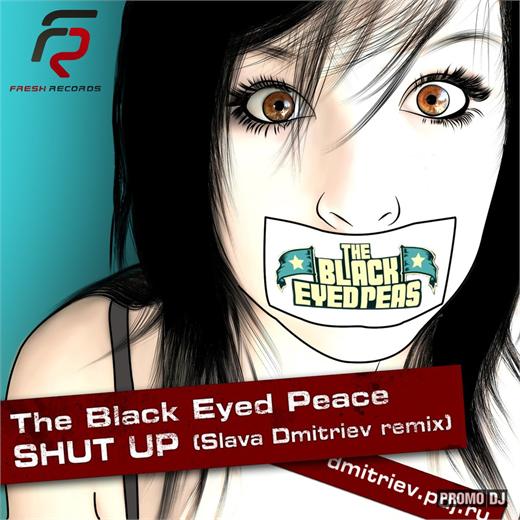 FRESH RECORDS
THE
BLACK
EYED PEAS
The Black Eyed Peace
SHUT UP (Slava Dmitriev remix)
dmitriev.pdj.ru
PROMO DJ